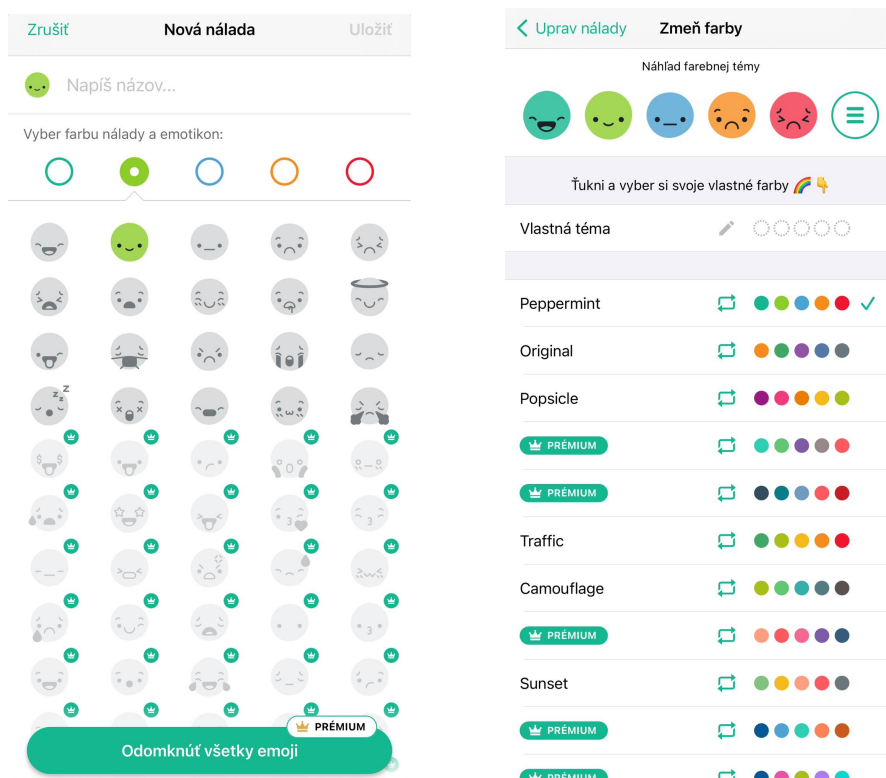 Zrušiť
Nová nálada
Uložiť
Napíš názov...
Vyber farbu nálady a emotikon:
z z z
PRÉMIUM
Odomknúť všetky emoji
Uprav nálady
Zmeň farby
Náhľad farebnej témy
Ťukni a vyber si svoje vlastné farby 🌈👇
Vlastná téma
Peppermint
Original
Popsicle
PRÉMIUM
PRÉMIUM
Traffic
Camouflage
PRÉMIUM
Sunset
PRÉMIUM
PRÉMIUM